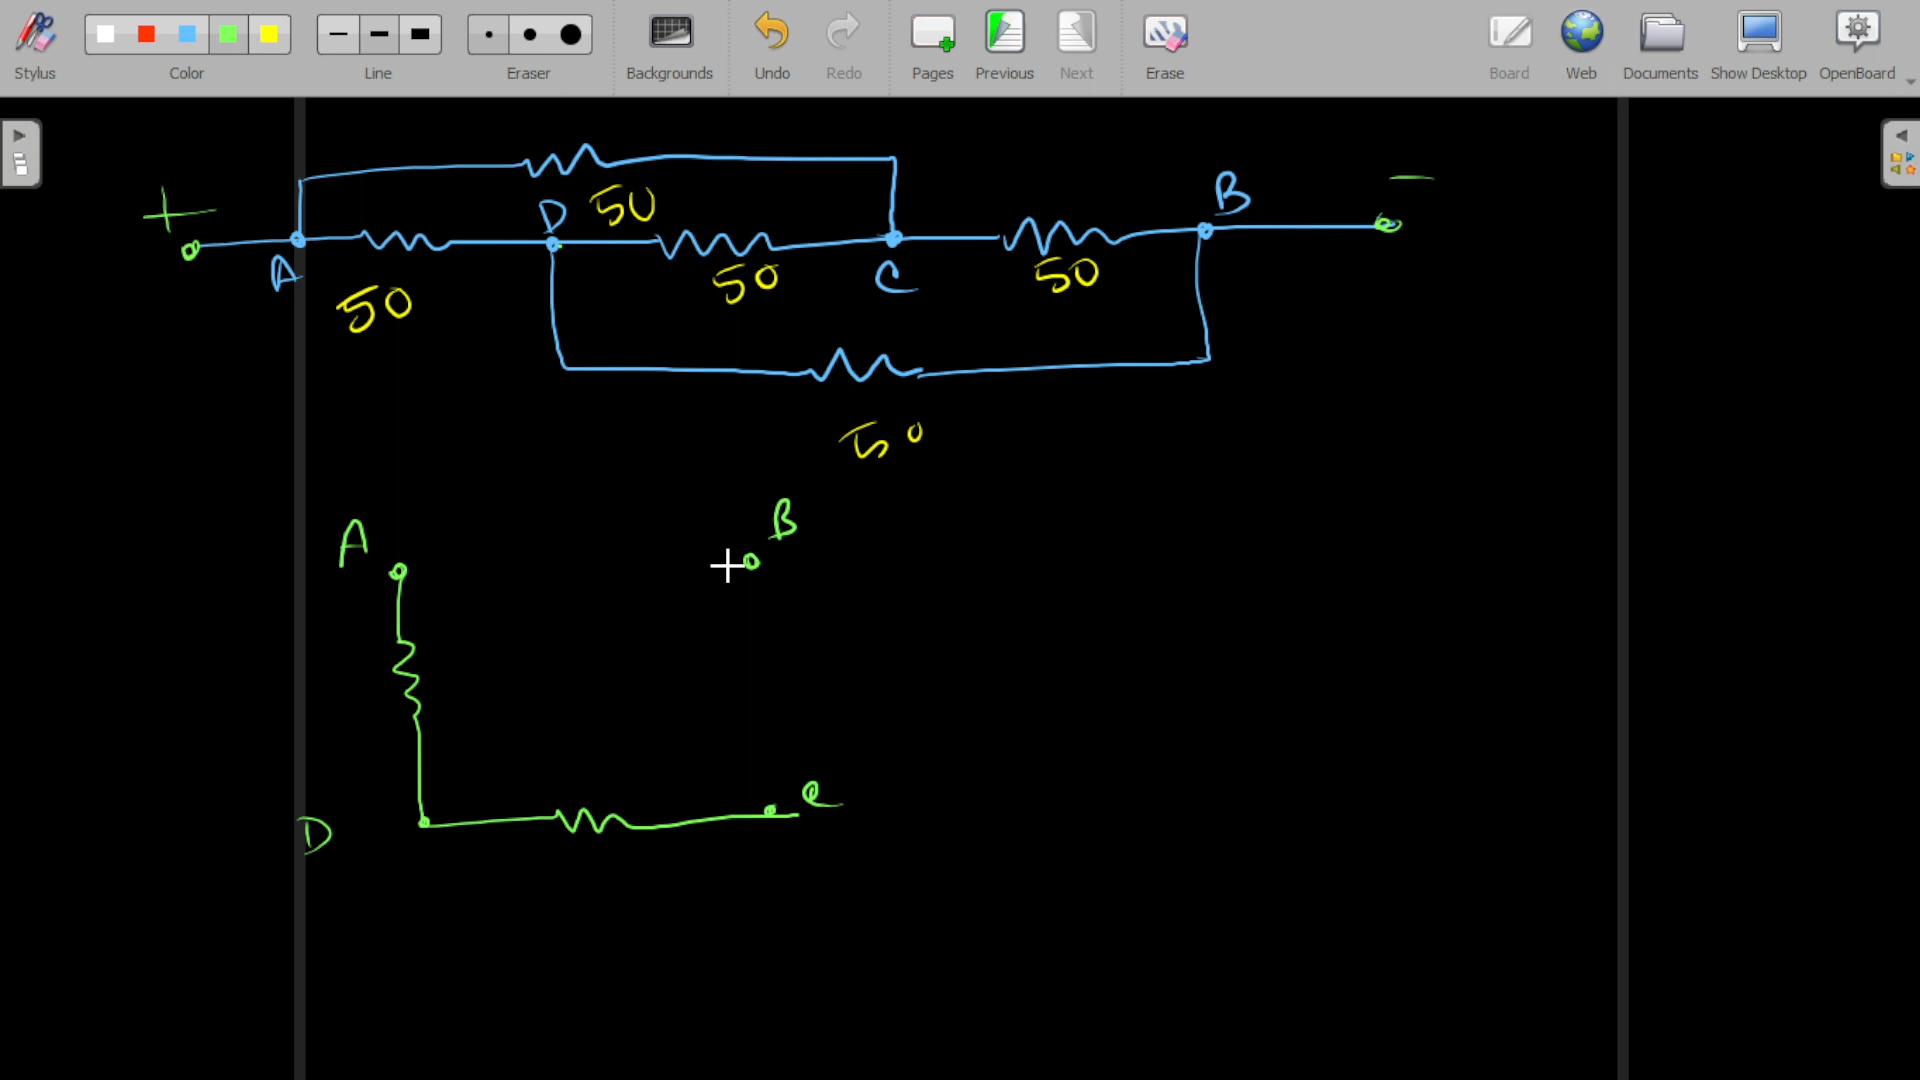 Stylus Color Line Eraser Backgrounds Undo Redo Pages Previous Next Erase Board Web Documents Show Desktop OpenBoard
+ −
D 50 B
A 50 50 C 50
50
A B
D C